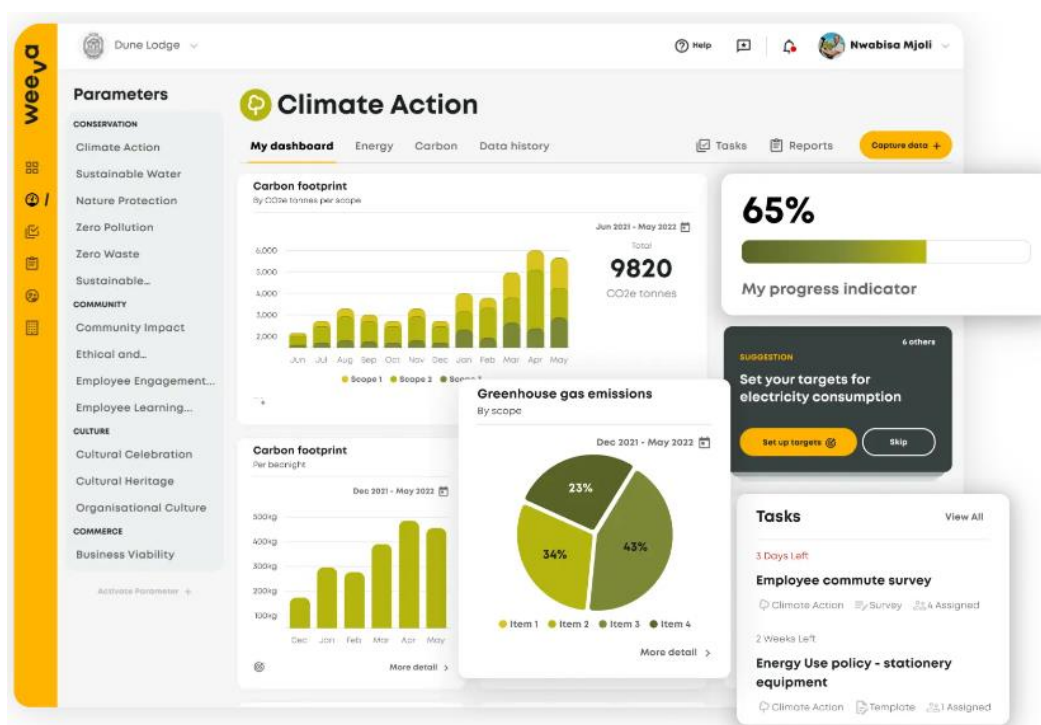 weeva
Dune Lodge
Help
Nwabisa Mjoli
Parameters
CONSERVATION
Climate Action
Sustainable Water
Nature Protection
Zero Pollution
Zero Waste
Sustainable...
COMMUNITY
Community Impact
Ethical and...
Employee Engagement...
Employee Learning...
CULTURE
Cultural Celebration
Cultural Heritage
Organisational Culture
COMMERCE
Business Viability
Activate Parameter +
Climate Action
My dashboard Energy Carbon Data history
Tasks Reports Capture data +
Carbon footprint
By CO2e tonnes per scope
Jun 2021 - May 2022
Total
9820
CO2e tonnes
6,000
5,000
4,000
3,000
2,000
Jun Jul Aug Sep Oct Nov Dec Jan Feb Mar Apr May
Scope 1 Scope 2
65%
My progress indicator
6 others
SUGGESTION
Set your targets for
electricity consumption
Set up targets Skip
Carbon footprint
Per bednight
Dec 2021 - May 2022
500kg
400kg
300kg
200kg
100kg
Dec Jan Feb Mar Apr May
More detail >
Greenhouse gas emissions
By scope
Dec 2021 - May 2022
23%
34%
43%
Item 1 Item 2 Item 3 Item 4
More detail >
Tasks View All
3 Days Left
Employee commute survey
Climate Action Survey 4 Assigned
2 Weeks Left
Energy Use policy - stationery
equipment
Climate Action Template 1 Assigned